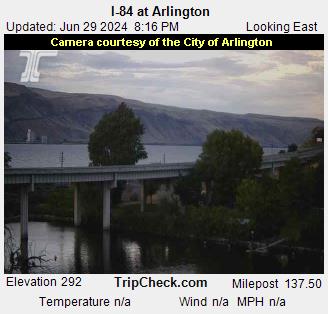 I-84 at Arlington
Updated: Jun 29 2024 8:16 PM Looking East
Camera courtesy of the City of Arlington
Elevation 292 TripCheck.com Milepost 137.50
Temperature n/a Wind n/a MPH n/a